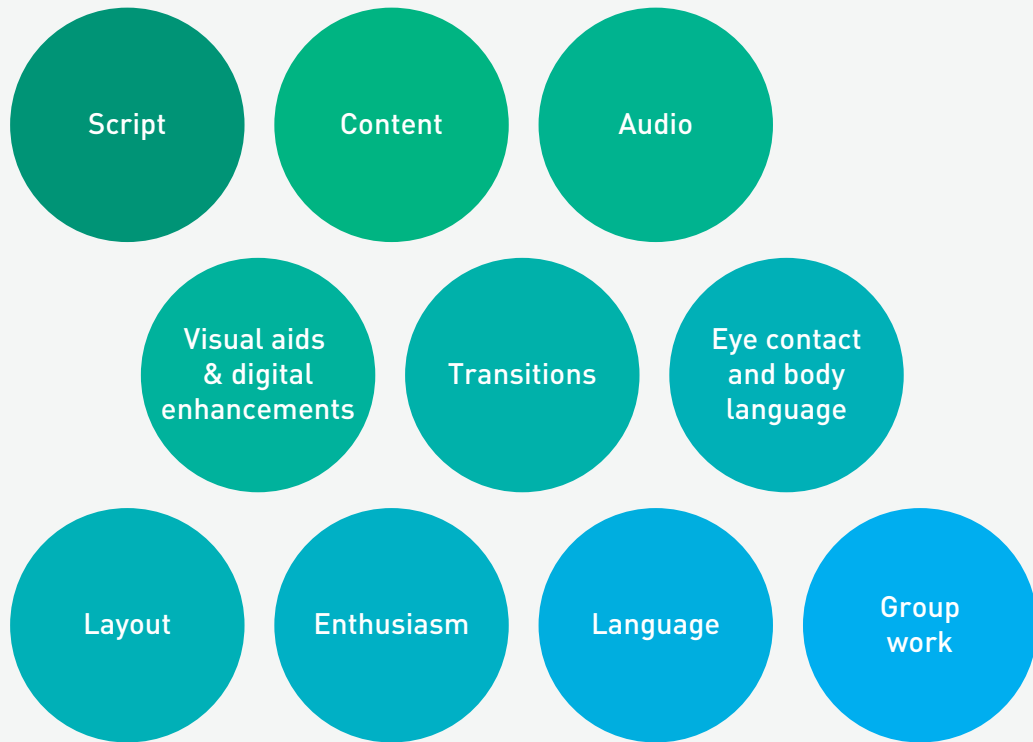 Script
Content
Audio
Visual aids
& digital
enhancements
Transitions
Eye contact
and body
language
Layout
Enthusiasm
Language
Group
work